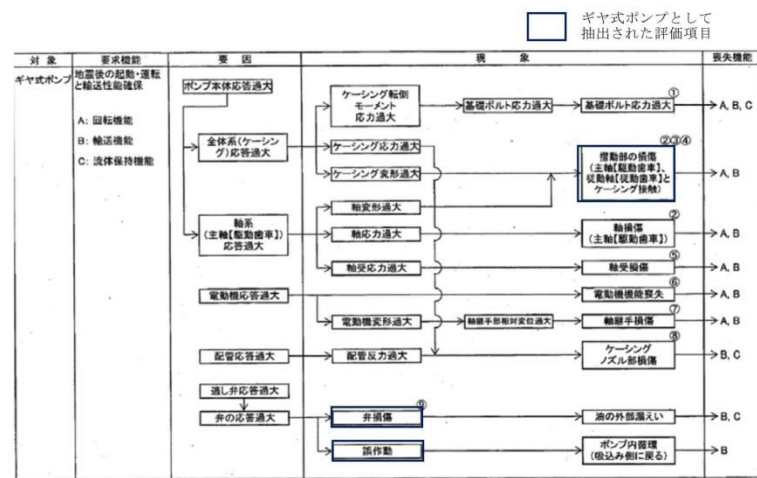 ギヤ式ポンプとして
抽出された評価項目
対象 要求機能 要因 現象 喪失機能
ギヤ式ポンプ
地震後の起動・運転
と輸送性能確保
A: 回転機能
B: 輸送機能
C: 流体保持機能
ポンプ本体応答過大
全体系(ケーシン
グ)応答過大
ケーシング転倒
モーメント
応力過大
基礎ボルト応力過大
①
基礎ボルト応力過大
A, B, C
ケーシング応力過大
ケーシング変形過大
②③④
摺動部の損傷
(主軸【駆動歯車】、
従動軸【従動歯車】と
ケーシング接触)
A, B
軸系
(主軸【駆動歯車】)
応答過大
軸変形過大
軸応力過大
②
軸損傷
(主軸【駆動歯車】)
A, B
軸受応力過大
⑤
軸受損傷
A, B
電動機応答過大
⑥
電動機機能喪失
A, B
電動機変形過大
軸継手部相対変位過大
⑦
軸継手損傷
A, B
配管応答過大
配管反力過大
⑧
ケーシング
ノズル部損傷
B, C
逃し弁応答過大
弁の応答過大
⑨
弁損傷
油の外部漏えい
B, C
誤作動
ポンプ内循環
(吸込み側に戻る)
B